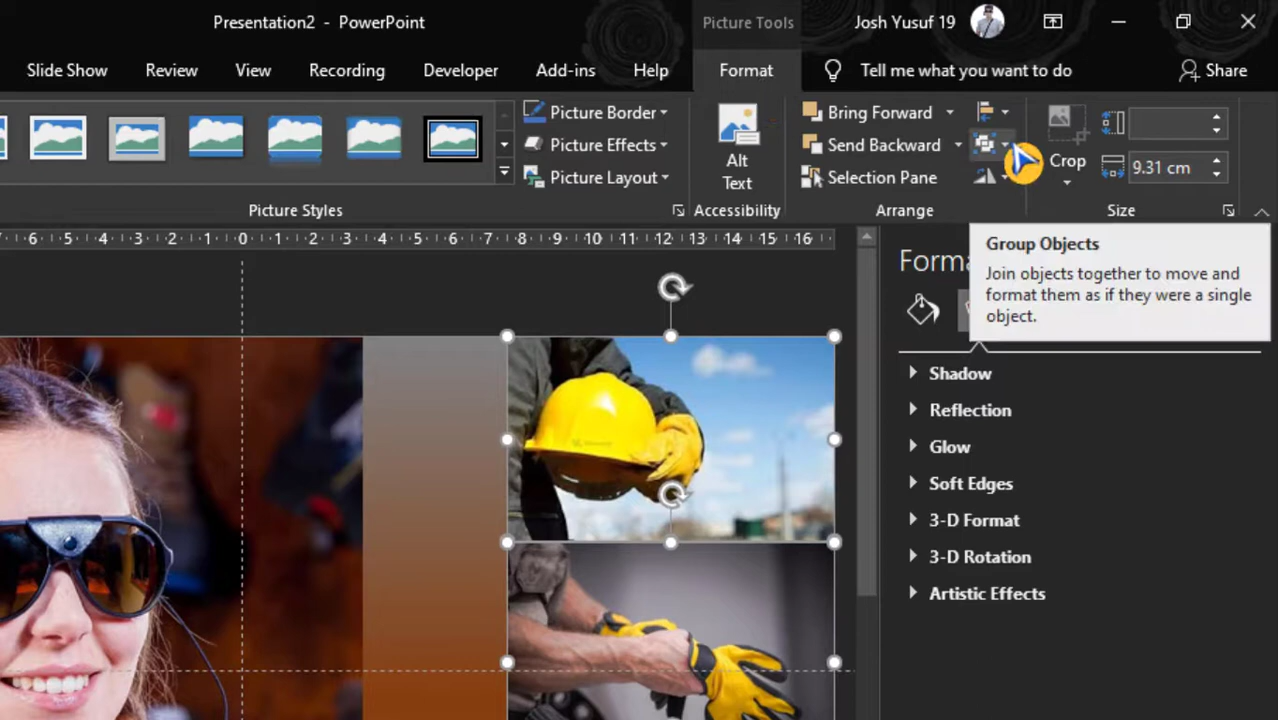 Presentation2 - PowerPoint
Picture Tools
Josh Yusuf 19
Slide Show
Review
View
Recording
Developer
Add-ins
Help
Format
Tell me what you want to do
Share
Picture Border
Picture Effects
Picture Layout
Alt
Text
Bring Forward
Send Backward
Selection Pane
Crop
9.31 cm
Picture Styles
Accessibility
Arrange
Size
6 5 4 3 2 1 0 1 2 3 4 5 6 7 8 9 10 11 12 13 14 15 16
Group Objects
Join objects together to move and
format them as if they were a single
object.
Forma
Shadow
Reflection
Glow
Soft Edges
3-D Format
3-D Rotation
Artistic Effects